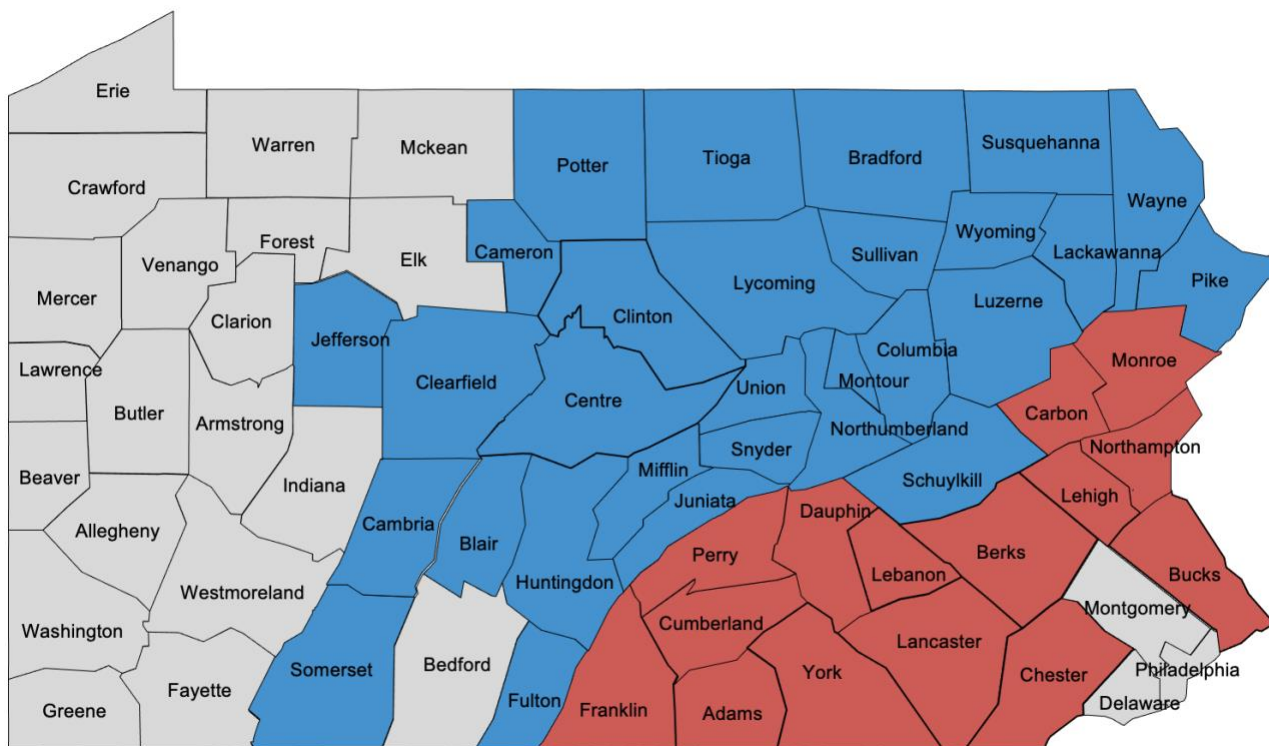 Erie
Warren
Mckean
Potter
Tioga
Bradford
Susquehanna
Crawford
Wayne
Venango
Forest
Elk
Cameron
Sullivan
Wyoming
Lackawanna
Mercer
Clarion
Lycoming
Luzerne
Pike
Jefferson
Clinton
Lawrence
Clearfield
Centre
Union
Montour
Columbia
Monroe
Butler
Armstrong
Carbon
Northumberland
Northampton
Beaver
Indiana
Snyder
Mifflin
Schuylkill
Lehigh
Allegheny
Cambria
Blair
Juniata
Dauphin
Westmoreland
Huntingdon
Perry
Lebanon
Berks
Bucks
Washington
Cumberland
Montgomery
Somerset
Bedford
Lancaster
Philadelphia
Greene
Fayette
Fulton
Franklin
Adams
York
Chester
Delaware